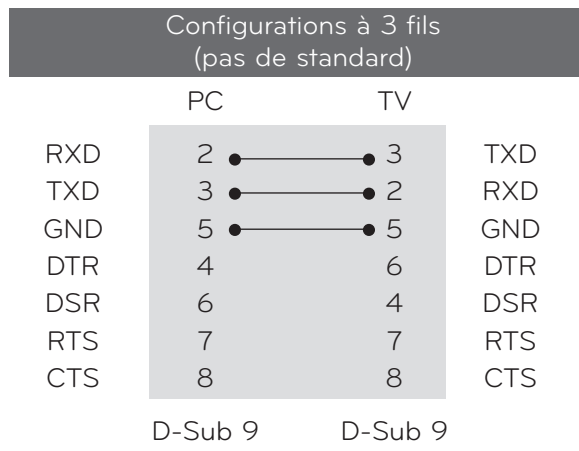 Configurations à 3 fils
(pas de standard)
PC TV
RXD 2 3 TXD
TXD 3 2 RXD
GND 5 5 GND
DTR 4 6 DTR
DSR 6 4 DSR
RTS 7 7 RTS
CTS 8 8 CTS
D-Sub 9 D-Sub 9